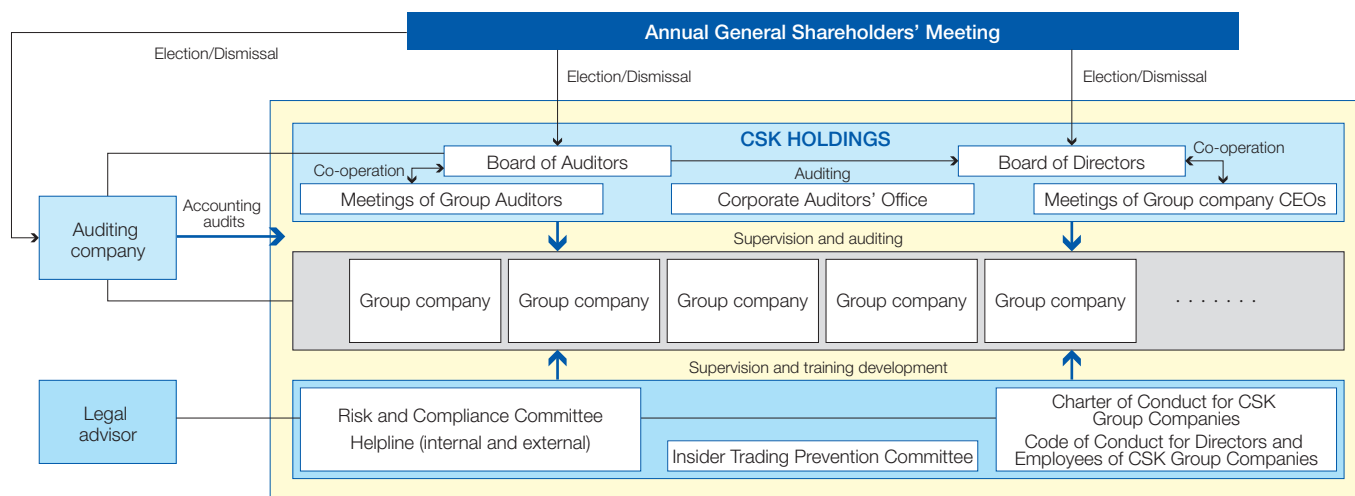 Annual General Shareholders' Meeting
Election/Dismissal
Election/Dismissal
Election/Dismissal
CSK HOLDINGS
Board of Auditors
Board of Directors
Co-operation
Auditing
Co-operation
Meetings of Group Auditors
Corporate Auditors' Office
Meetings of Group company CEOs
Accounting
audits
Auditing
company
Supervision and auditing
Group company
Group company
Group company
Group company
Group company
. . . . . . .
Supervision and training development
Legal
advisor
Risk and Compliance Committee
Helpline (internal and external)
Insider Trading Prevention Committee
Charter of Conduct for CSK
Group Companies
Code of Conduct for Directors and
Employees of CSK Group Companies